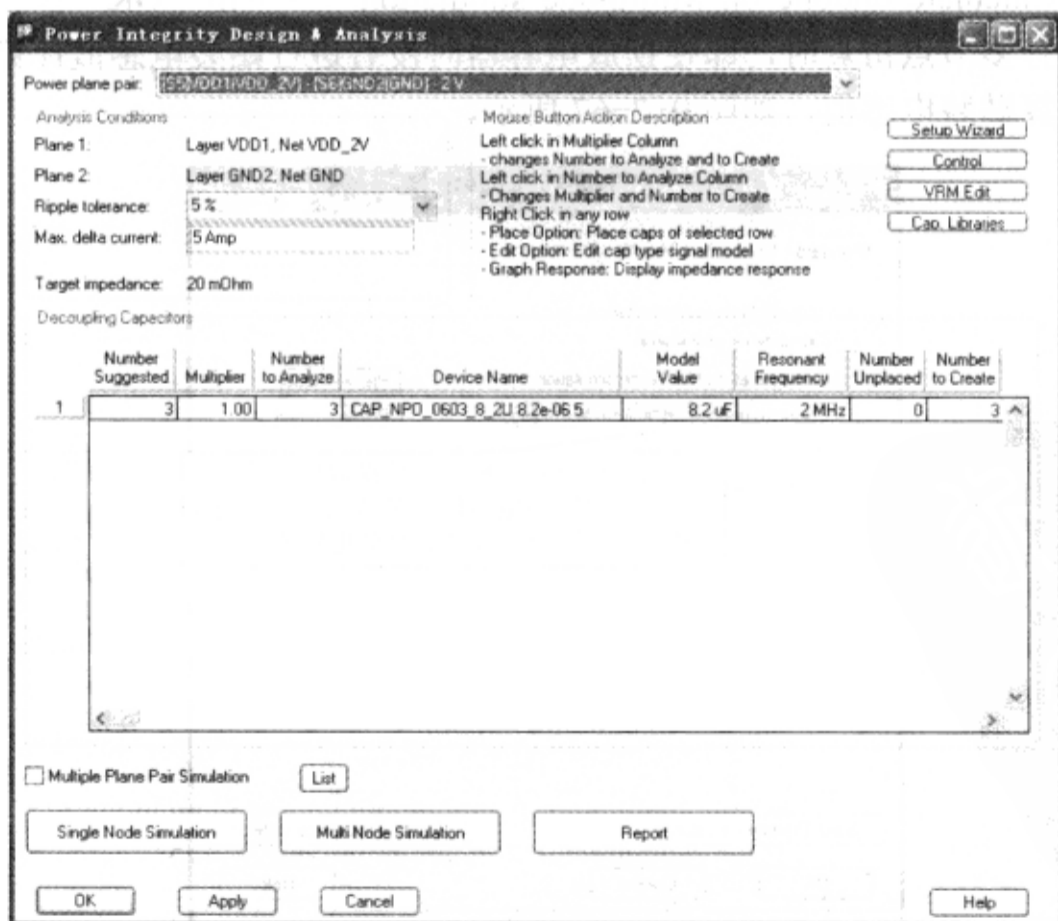 Power Integrity Design & Analysis
Power plane pair: [S5|VDD1|VDD_2V] - [S6|GND2|GND] - 2 V
Analysis Conditions
Plane 1: Layer VDD1, Net VDD_2V
Plane 2: Layer GND2, Net GND
Ripple tolerance: 5 %
Max. delta current: 5 Amp
Target impedance: 20 mOhm
Mouse Button Action Description
Left click in Multiplier Column
- changes Number to Analyze and to Create
Left click in Number to Analyze Column
- Changes Multiplier and Number to Create
Right Click in any row
- Place Option: Place caps of selected row
- Edit Option: Edit cap type signal model
- Graph Response: Display impedance response
Setup Wizard
Control
VRM Edit
Cap. Libraries
Decoupling Capacitors
Number Suggested Multiplier Number to Analyze Device Name Model Value Resonant Frequency Number Unplaced Number to Create
1 3 1.00 3 CAP_NPO_0603_8_2U 8.2e-06 5 8.2 uF 2 MHz 0 3
Multiple Plane Pair Simulation List
Single Node Simulation Multi Node Simulation Report
OK Apply Cancel Help